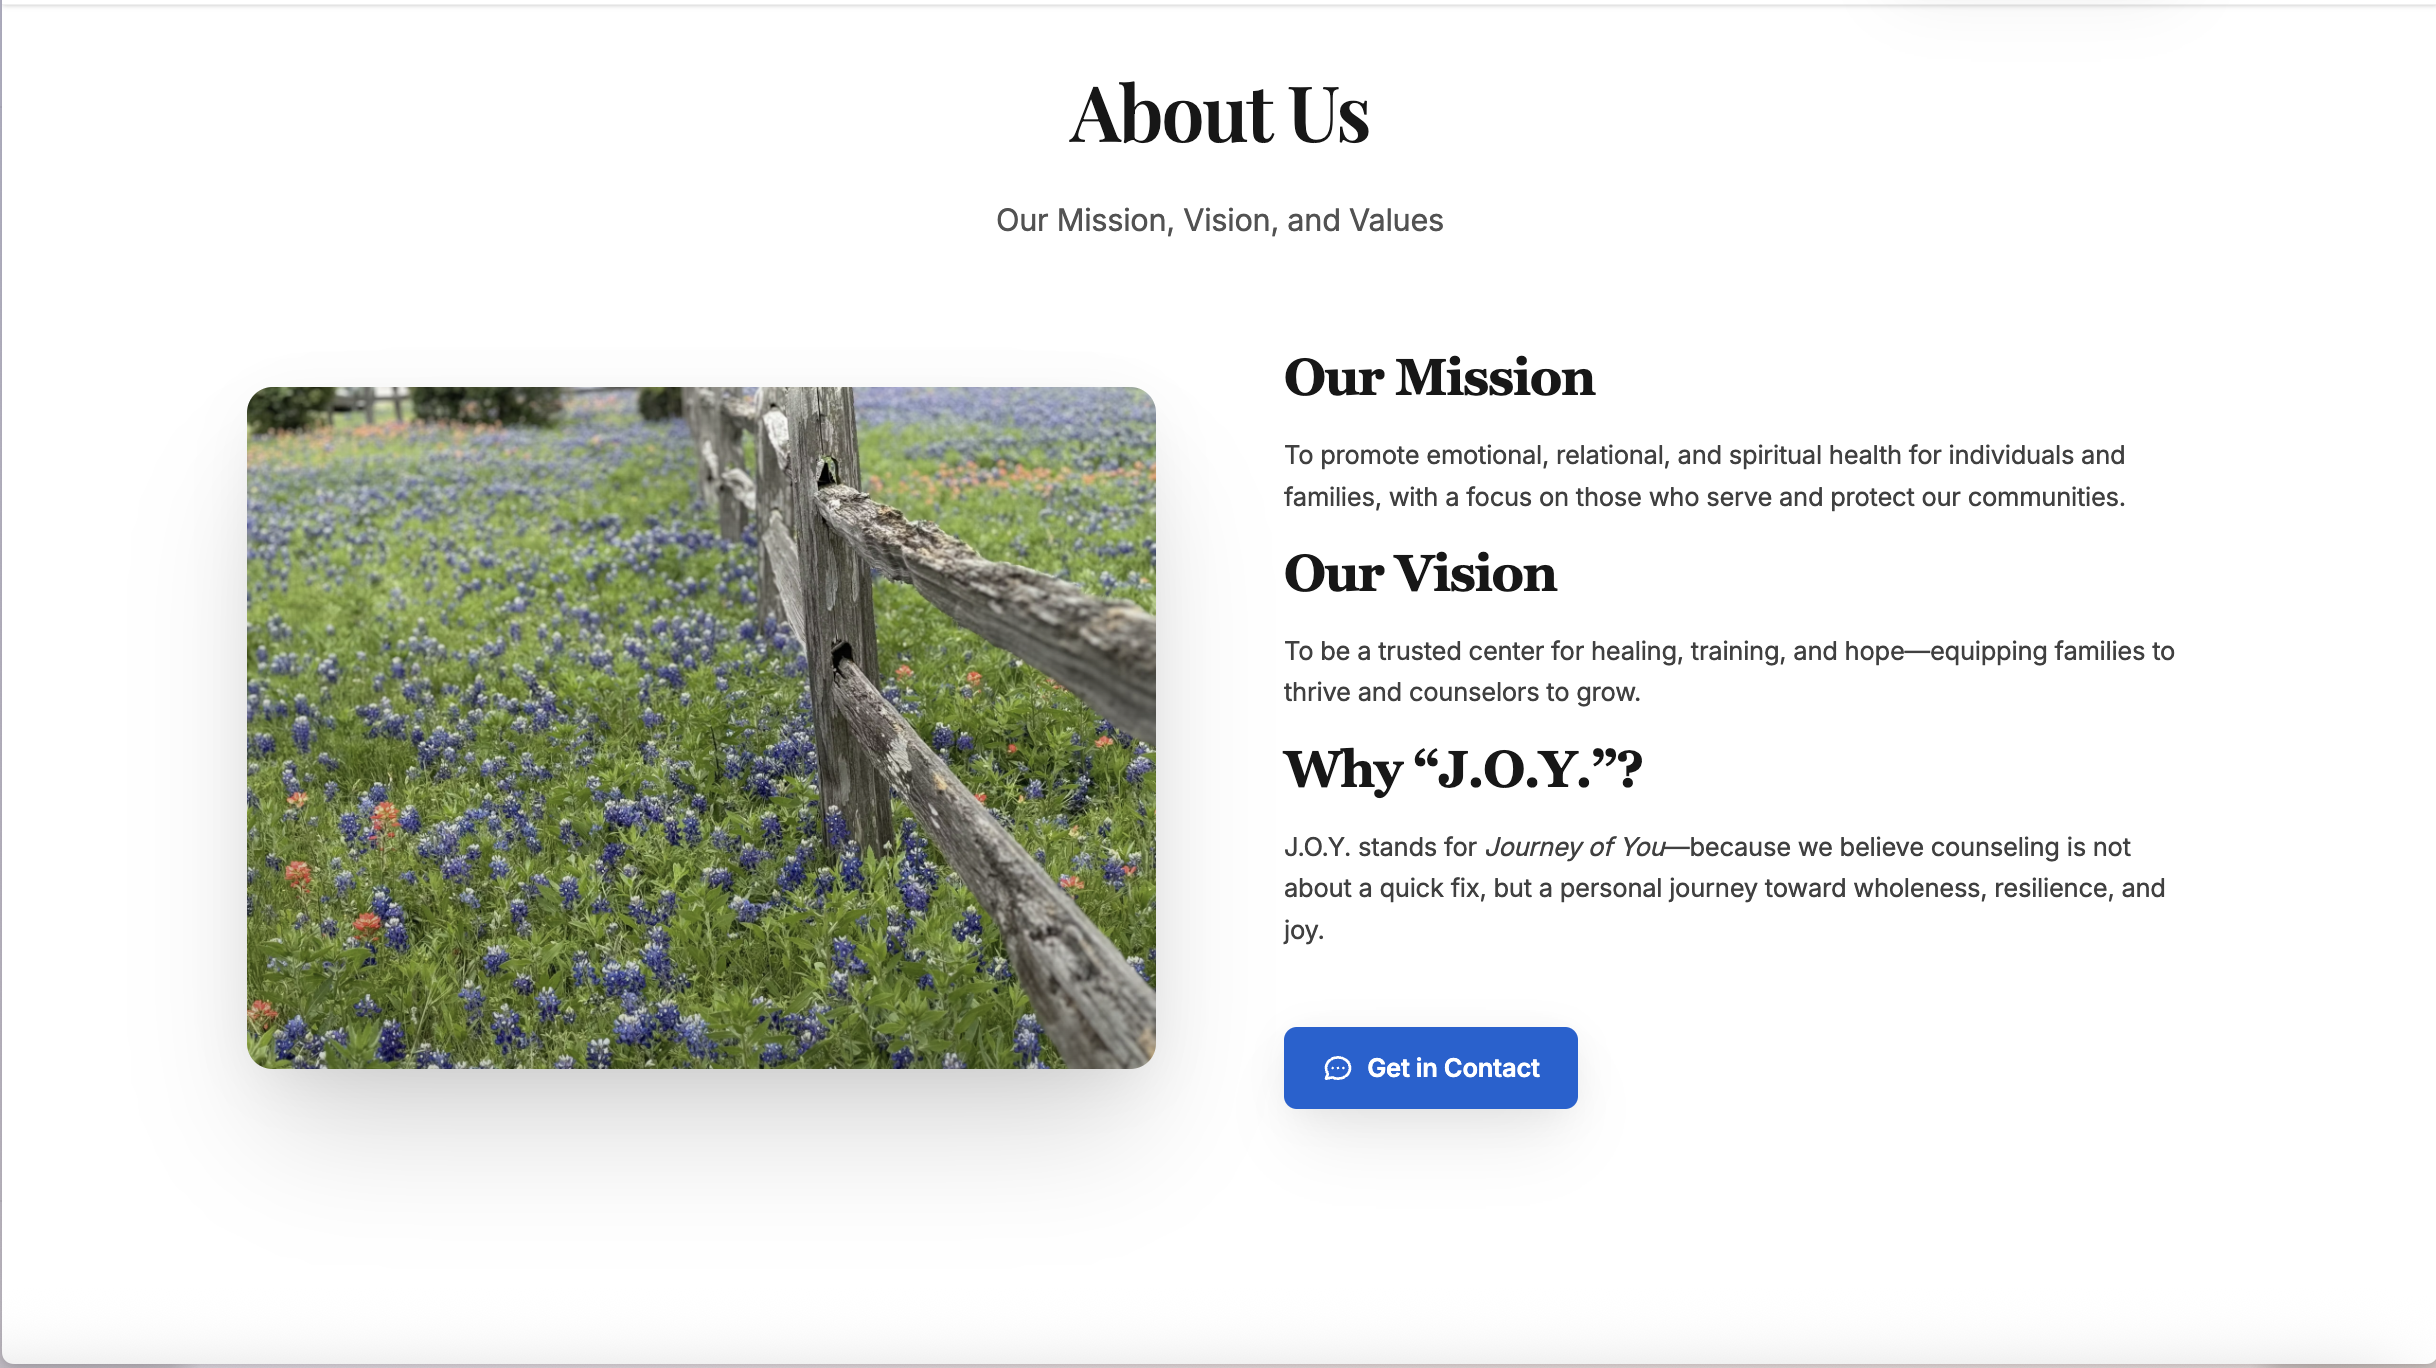 About Us
Our Mission, Vision, and Values
Our Mission
To promote emotional, relational, and spiritual health for individuals and
families, with a focus on those who serve and protect our communities.
Our Vision
To be a trusted center for healing, training, and hope—equipping families to
thrive and counselors to grow.
Why “J.O.Y.”?
J.O.Y. stands for Journey of You—because we believe counseling is not
about a quick fix, but a personal journey toward wholeness, resilience, and
joy.
Get in Contact